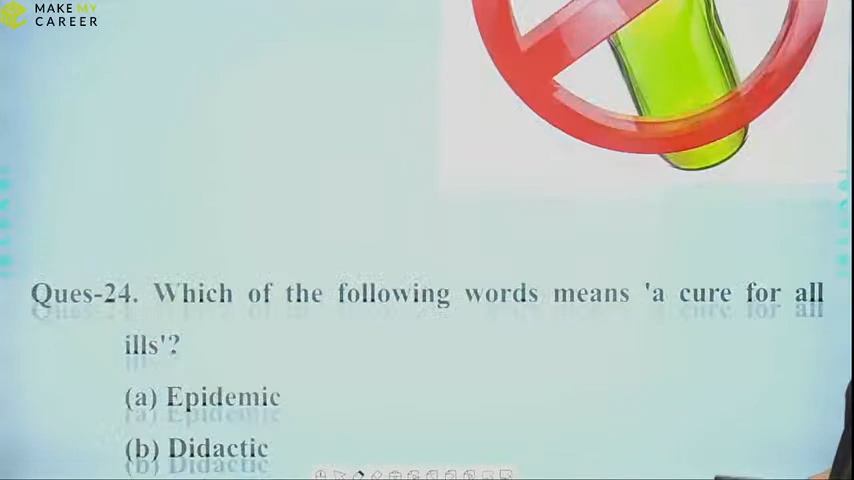 MAKE MY
CAREER
Ques-24. Which of the following words means 'a cure for all
ills'?
(a) Epidemic
(b) Didactic